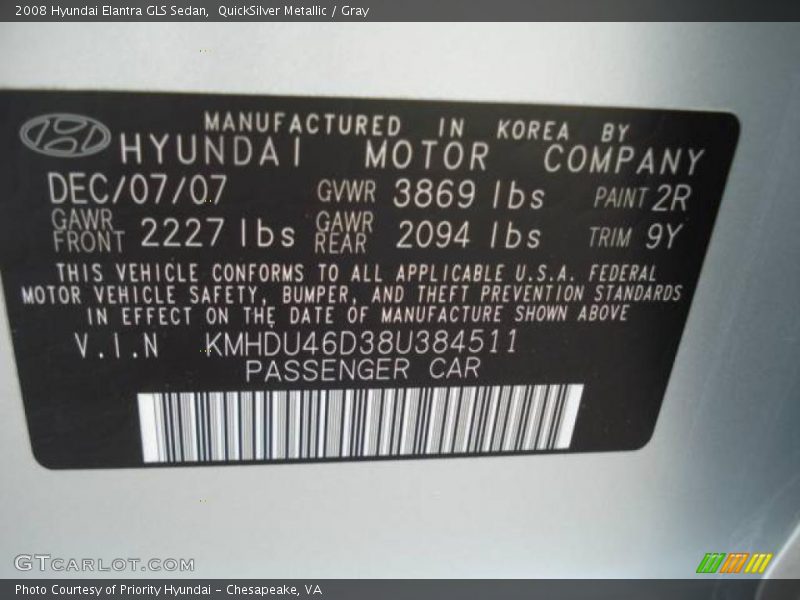 2008 Hyundai Elantra GLS Sedan,  QuickSilver Metallic / Gray
MANUFACTURED IN KOREA BY
HYUNDAI MOTOR COMPANY
DEC/07/07 GVWR 3869 lbs PAINT 2R
GAWR FRONT 2227 lbs GAWR REAR 2094 lbs TRIM 9Y
THIS VEHICLE CONFORMS TO ALL APPLICABLE U.S.A. FEDERAL
MOTOR VEHICLE SAFETY, BUMPER, AND THEFT PREVENTION STANDARDS
IN EFFECT ON THE DATE OF MANUFACTURE SHOWN ABOVE
V.I.N KMHDU46D38U384511
PASSENGER CAR
GTCARLOT.COM
Photo Courtesy of Priority Hyundai - Chesapeake, VA